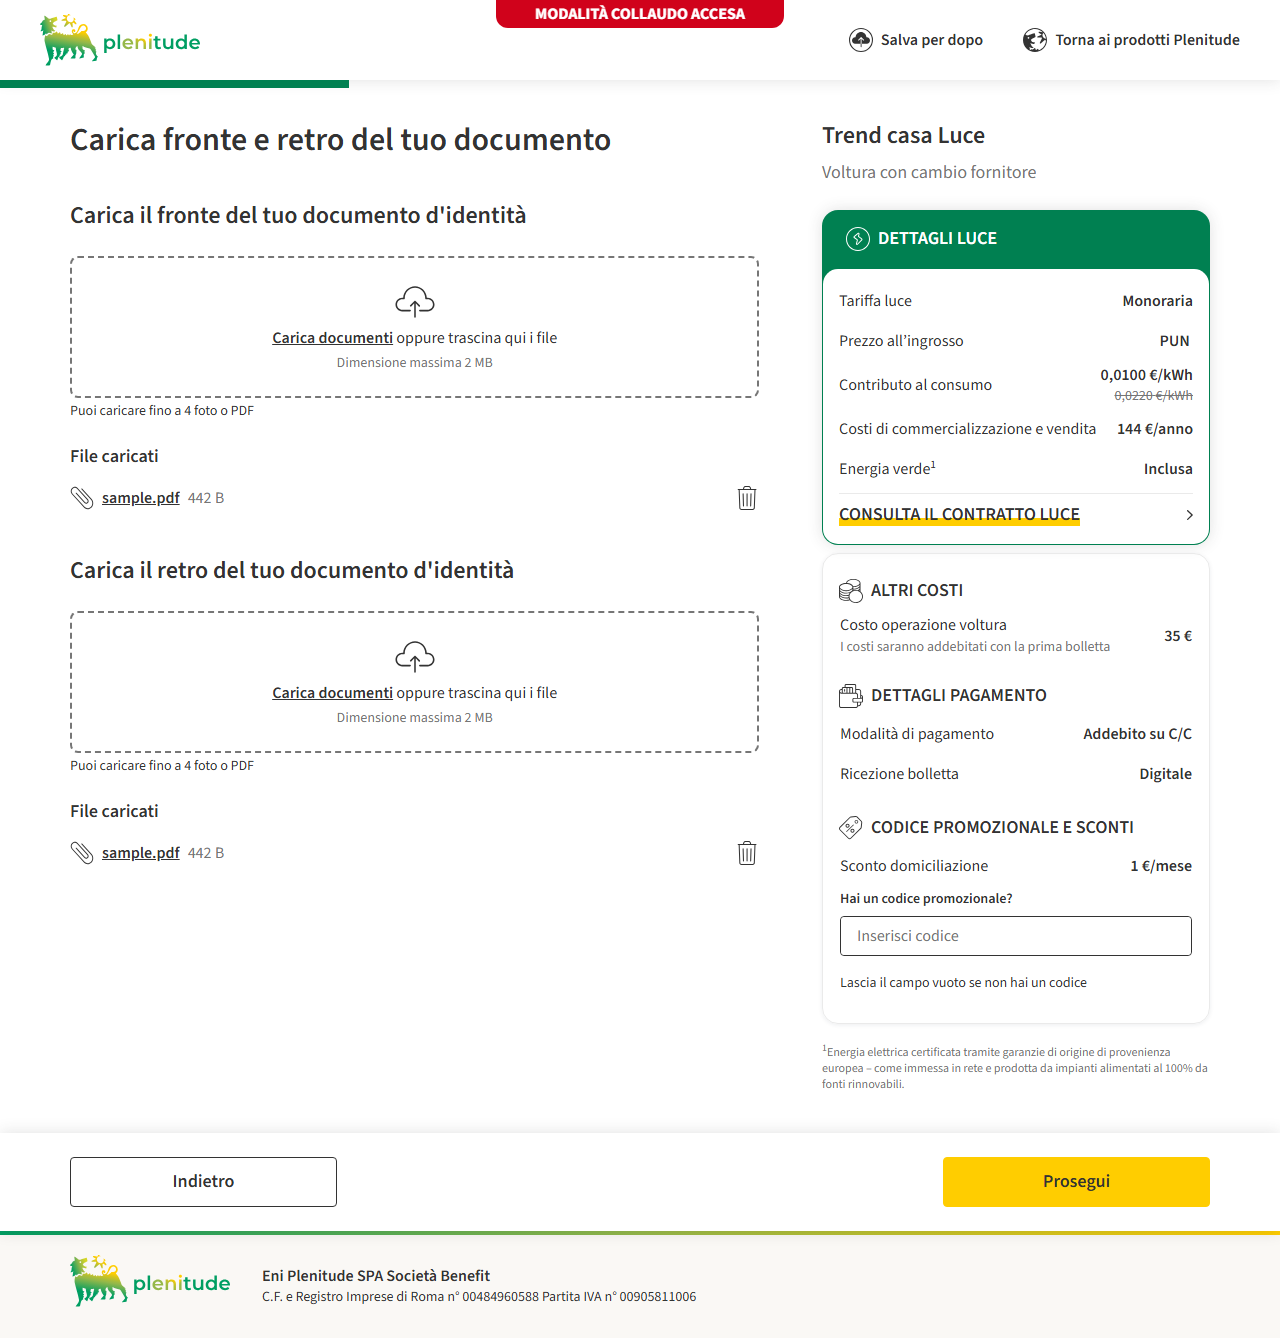 MODALITÀ COLLAUDO ACCESA
plenitude
Salva per dopo
Torna ai prodotti Plenitude
Carica fronte e retro del tuo documento
Carica il fronte del tuo documento d'identità
Carica documenti oppure trascina qui i file
Dimensione massima 2 MB
Puoi caricare fino a 4 foto o PDF
File caricati
sample.pdf 442 B
Carica il retro del tuo documento d'identità
Carica documenti oppure trascina qui i file
Dimensione massima 2 MB
Puoi caricare fino a 4 foto o PDF
File caricati
sample.pdf 442 B
Trend casa Luce
Voltura con cambio fornitore
DETTAGLI LUCE
Tariffa luce Monoraria
Prezzo all’ingrosso PUN
Contributo al consumo 0,0100 €/kWh
0,0220 €/kWh
Costi di commercializzazione e vendita 144 €/anno
Energia verde¹ Inclusa
CONSULTA IL CONTRATTO LUCE
ALTRI COSTI
Costo operazione voltura 35 €
I costi saranno addebitati con la prima bolletta
DETTAGLI PAGAMENTO
Modalità di pagamento Addebito su C/C
Ricezione bolletta Digitale
CODICE PROMOZIONALE E SCONTI
Sconto domiciliazione 1 €/mese
Hai un codice promozionale?
Inserisci codice
Lascia il campo vuoto se non hai un codice
¹Energia elettrica certificata tramite garanzie di origine di provenienza
europea – come immessa in rete e prodotta da impianti alimentati al 100% da
fonti rinnovabili.
Indietro
Prosegui
plenitude
Eni Plenitude SPA Società Benefit
C.F. e Registro Imprese di Roma n° 00484960588 Partita IVA n° 00905811006